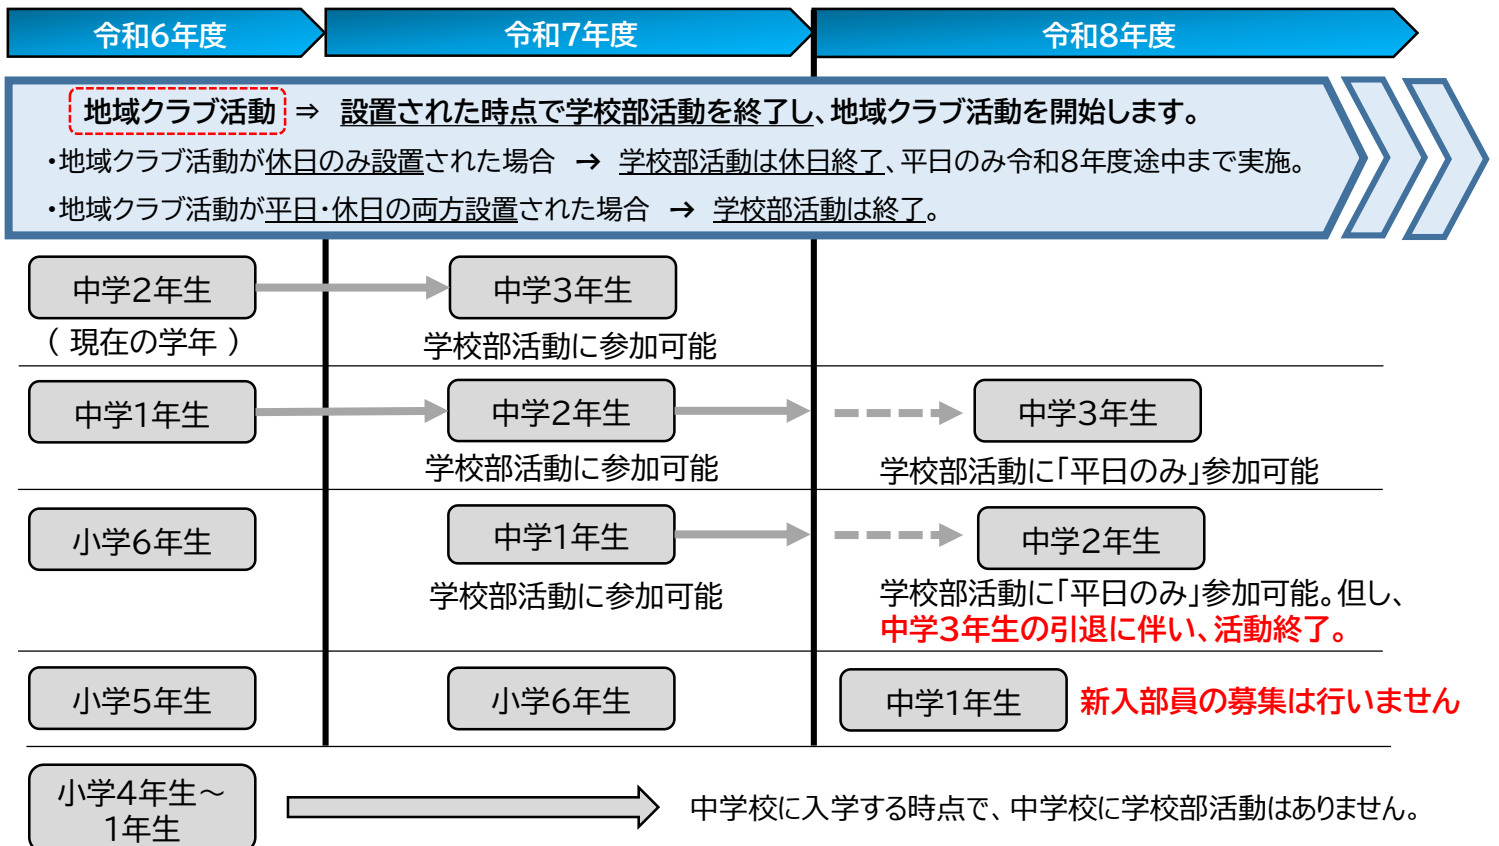 令和6年度
令和7年度
令和8年度
地域クラブ活動 ⇒ 設置された時点で学校部活動を終了し、地域クラブ活動を開始します。
・地域クラブ活動が休日のみ設置された場合 → 学校部活動は休日終了、平日のみ令和8年度途中まで実施。
・地域クラブ活動が平日・休日の両方設置された場合 → 学校部活動は終了。
中学2年生
(現在の学年)
中学3年生
学校部活動に参加可能
中学1年生
中学2年生
学校部活動に参加可能
中学3年生
学校部活動に「平日のみ」参加可能
小学6年生
中学1年生
学校部活動に参加可能
中学2年生
学校部活動に「平日のみ」参加可能。但し、
中学3年生の引退に伴い、活動終了。
小学5年生
小学6年生
中学1年生
新入部員の募集は行いません
小学4年生~
1年生
中学校に入学する時点で、中学校に学校部活動はありません。